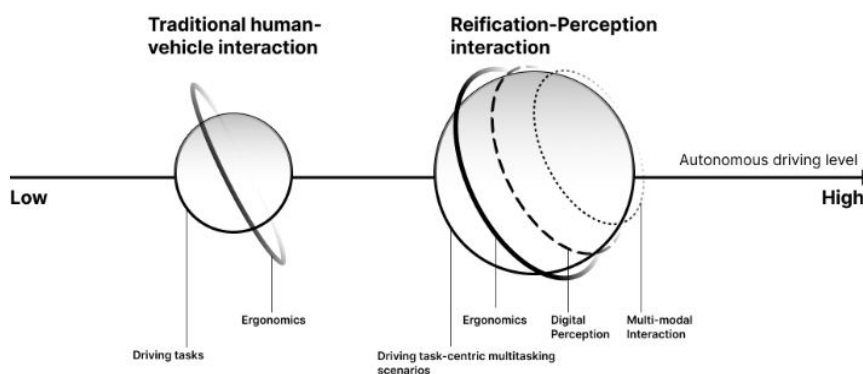 Traditional human-
vehicle interaction
Reification-Perception
interaction
Autonomous driving level
Low
High
Ergonomics
Driving tasks
Ergonomics
Digital
Perception
Multi-modal
Interaction
Driving task-centric multitasking
scenarios